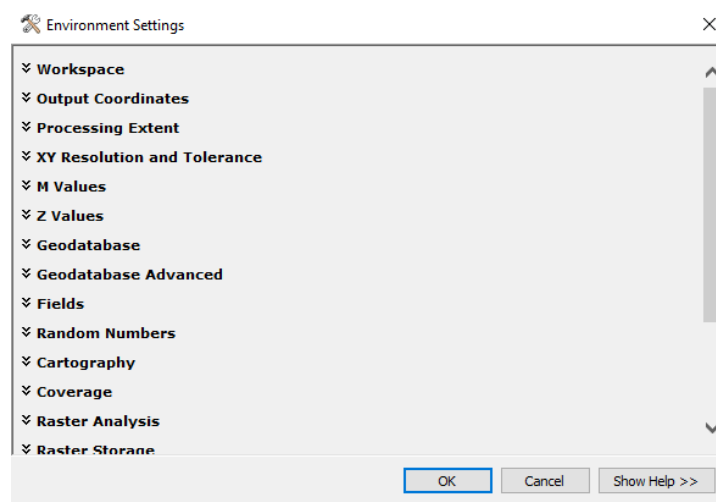 Environment Settings
Workspace
Output Coordinates
Processing Extent
XY Resolution and Tolerance
M Values
Z Values
Geodatabase
Geodatabase Advanced
Fields
Random Numbers
Cartography
Coverage
Raster Analysis
Raster Storage
OK Cancel Show Help >>